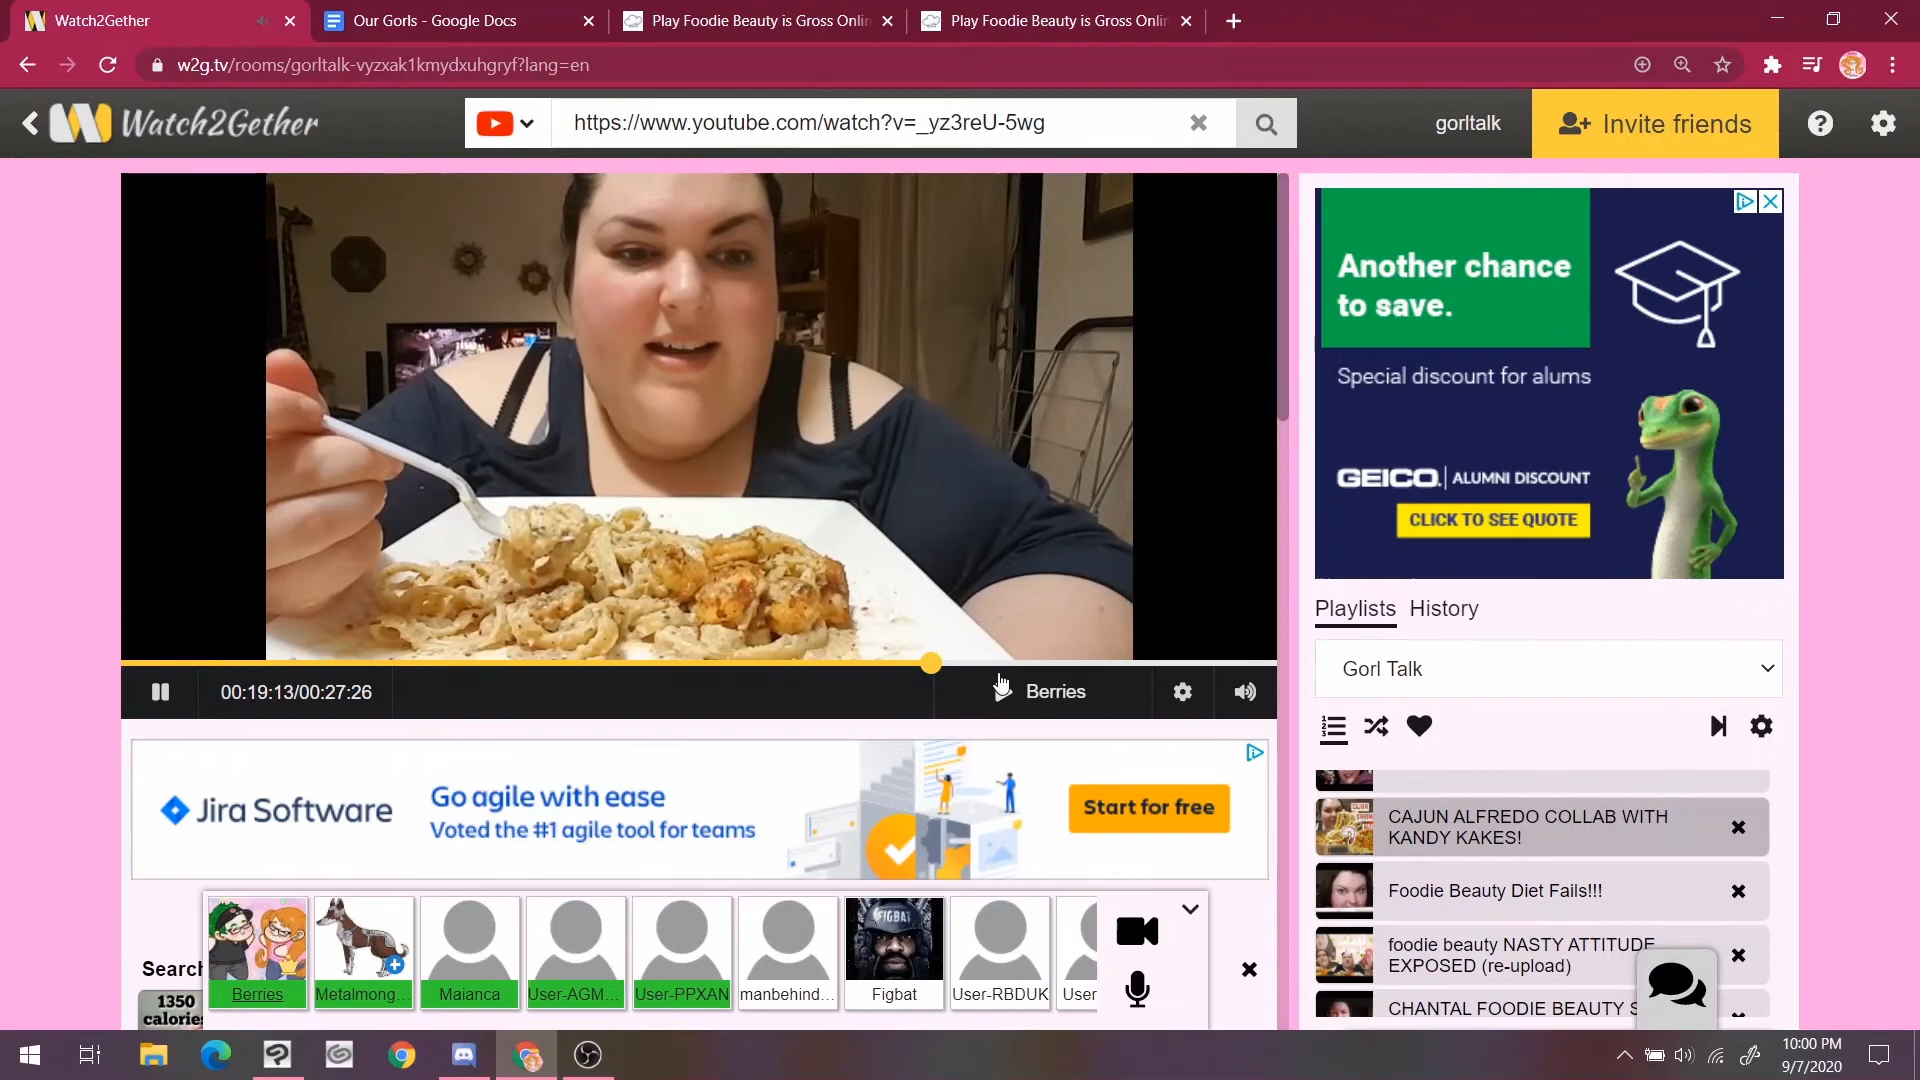 Watch2Gether
Our Gorls - Google Docs
Play Foodie Beauty is Gross Onlin
Play Foodie Beauty is Gross Onlin
w2g.tv/rooms/gorltalk-vyzxak1kmydxuhgryf?lang=en
Watch2Gether
https://www.youtube.com/watch?v=_yz3reU-5wg
gorltalk
Invite friends
Another chance
to save.
Special discount for alums
GEICO. ALUMNI DISCOUNT
CLICK TO SEE QUOTE
Playlists History
Gorl Talk
00:19:13/00:27:26
Berries
Jira Software
Go agile with ease
Voted the #1 agile tool for teams
Start for free
CAJUN ALFREDO COLLAB WITH
KANDY KAKES!
Foodie Beauty Diet Fails!!!
foodie beauty NASTY ATTITUDE
EXPOSED (re-upload)
CHANTAL FOODIE BEAUTY S
FIGBAT
Search
1350
calories
Berries
Metalmong...
Maianca
User-AGM...
User-PPXAN
manbehind...
Figbat
User-RBDUK
User
10:00 PM
9/7/2020